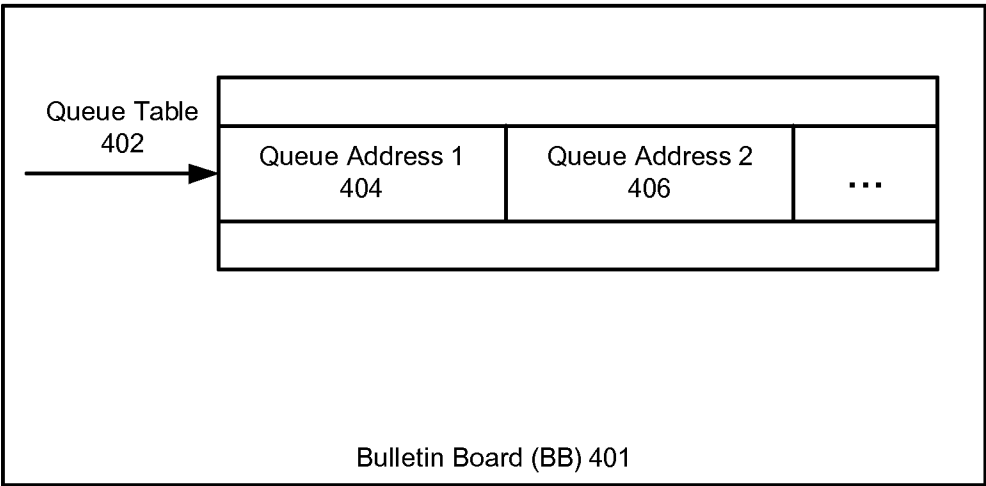 Queue Table
402
Queue Address 1
404
Queue Address 2
406
...
Bulletin Board (BB) 401